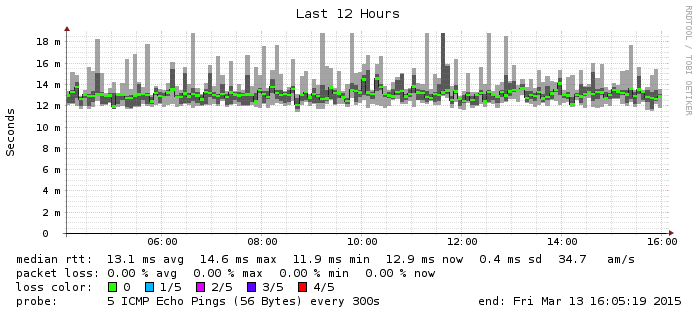 Last 12 Hours
RRDTOOL / TOBI OETIKER
Seconds
18 m
16 m
14 m
12 m
10 m
8 m
6 m
4 m
2 m
0
06:00 08:00 10:00 12:00 14:00 16:00
median rtt: 13.1 ms avg 14.6 ms max 11.9 ms min 12.9 ms now 0.4 ms sd 34.7 am/s
packet loss: 0.00 % avg 0.00 % max 0.00 % min 0.00 % now
loss color: 0 1/5 2/5 3/5 4/5
probe: 5 ICMP Echo Pings (56 Bytes) every 300s end: Fri Mar 13 16:05:19 2015